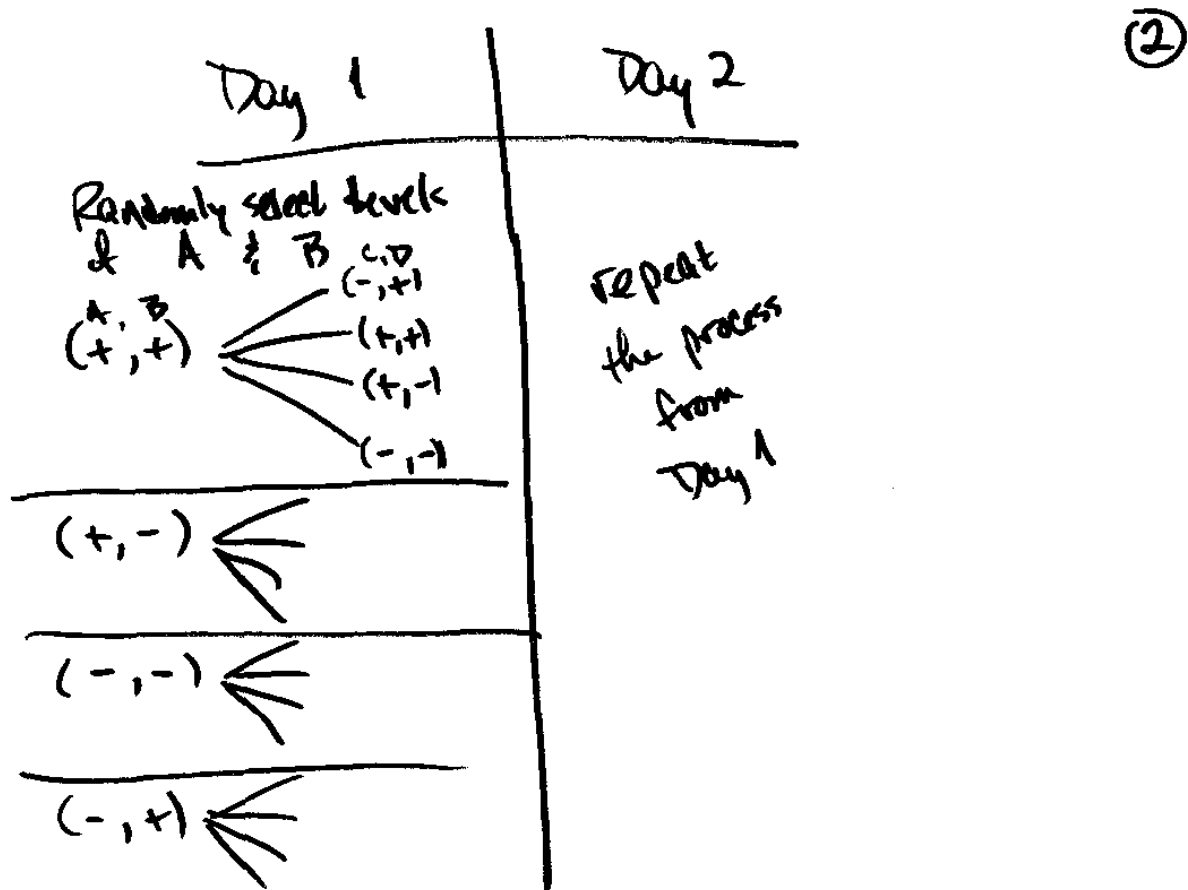 2
Day 1
Day 2
Randomly select levels
of A & B
A, B
(+, +)
C, D
(-, +)
(+, +)
(+, -)
(-, -)
(+, -)
(-, -)
(-, +)
repeat
the process
from
Day 1